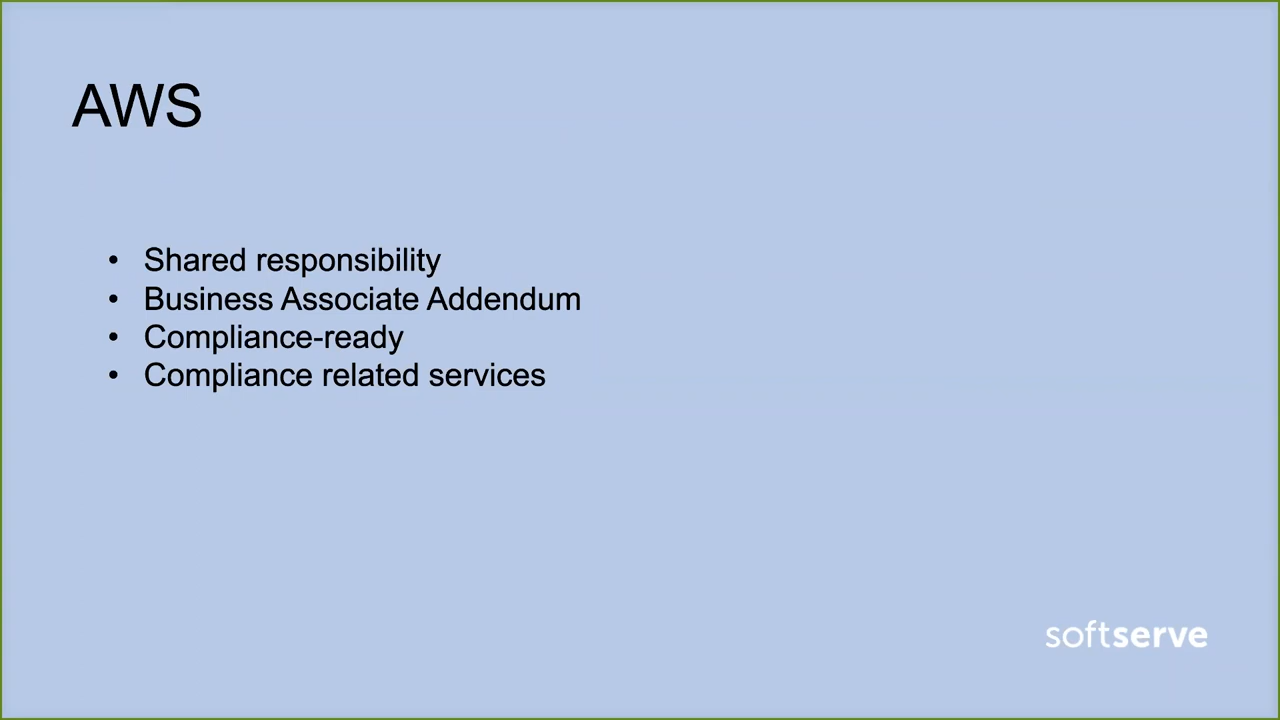 AWS
• Shared responsibility
• Business Associate Addendum
• Compliance-ready
• Compliance related services
softserve